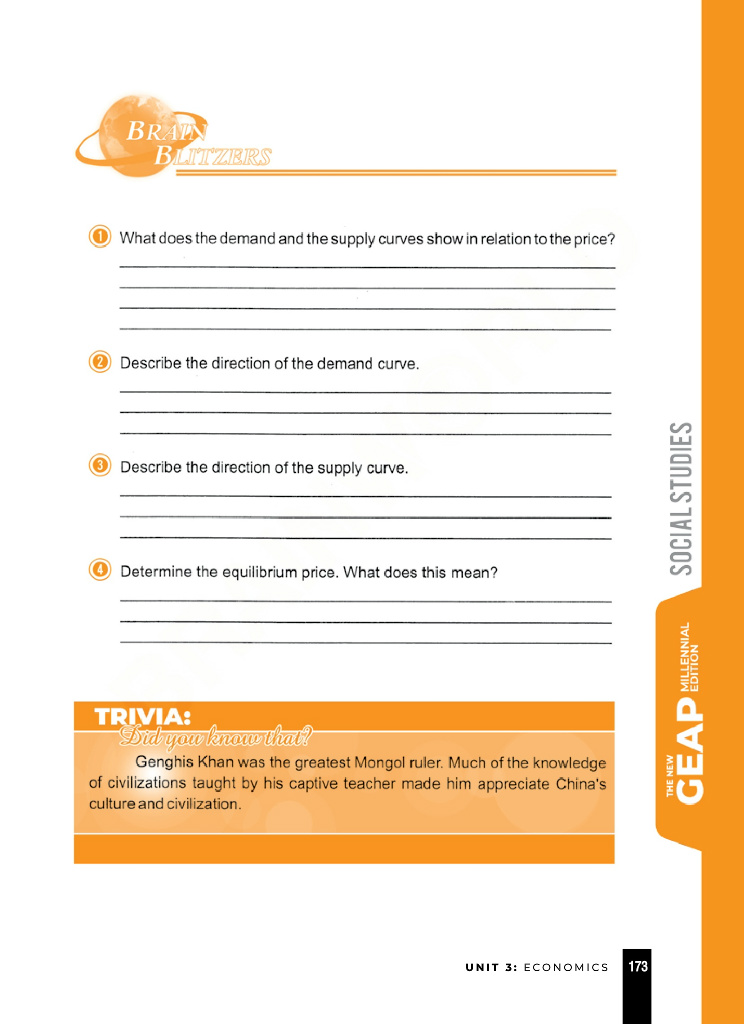 BRAIN
BLITZERS
1 What does the demand and the supply curves show in relation to the price?
2 Describe the direction of the demand curve.
3 Describe the direction of the supply curve.
4 Determine the equilibrium price. What does this mean?
TRIVIA:
Did you know that?
Genghis Khan was the greatest Mongol ruler. Much of the knowledge
of civilizations taught by his captive teacher made him appreciate China's
culture and civilization.
SOCIAL STUDIES
THE NEW
GEAP
MILLENNIAL
EDITION
UNIT 3: ECONOMICS
173